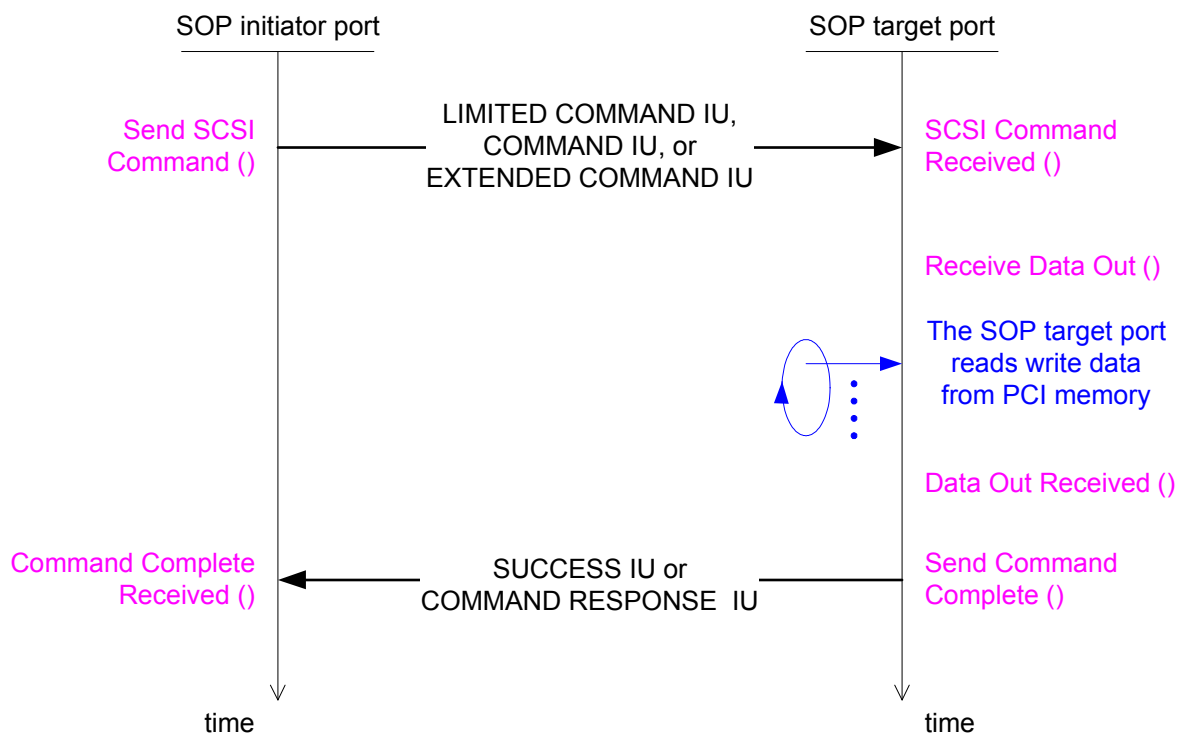 SOP initiator port
SOP target port
Send SCSI
Command ()
LIMITED COMMAND IU,
COMMAND IU, or
EXTENDED COMMAND IU
SCSI Command
Received ()
Receive Data Out ()
The SOP target port
reads write data
from PCI memory
Data Out Received ()
Command Complete
Received ()
SUCCESS IU or
COMMAND RESPONSE IU
Send Command
Complete ()
time
time